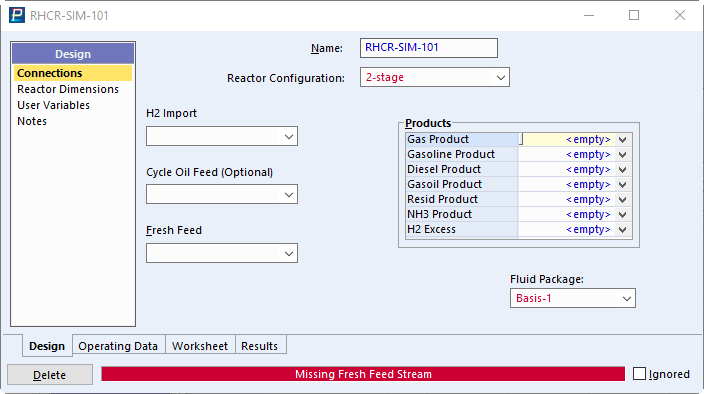 RHCR-SIM-101
Design
Connections
Reactor Dimensions
User Variables
Notes
Name: RHCR-SIM-101
Reactor Configuration: 2-stage
H2 Import
Cycle Oil Feed (Optional)
Fresh Feed
Products
Gas Product <empty>
Gasoline Product <empty>
Diesel Product <empty>
Gasoil Product <empty>
Resid Product <empty>
NH3 Product <empty>
H2 Excess <empty>
Fluid Package:
Basis-1
Design Operating Data Worksheet Results
Delete Missing Fresh Feed Stream Ignored